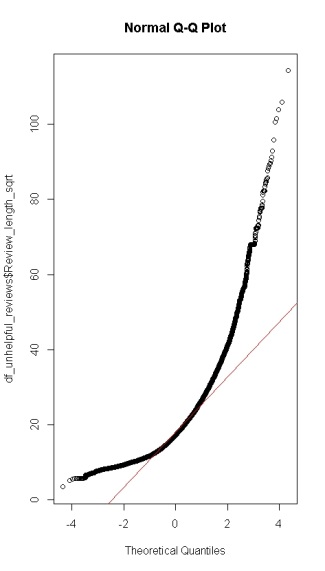 Normal Q-Q Plot
df_unhelpful_reviews$Review_length_sqrt
100
80
60
40
20
0
-4 -2 0 2 4
Theoretical Quantiles